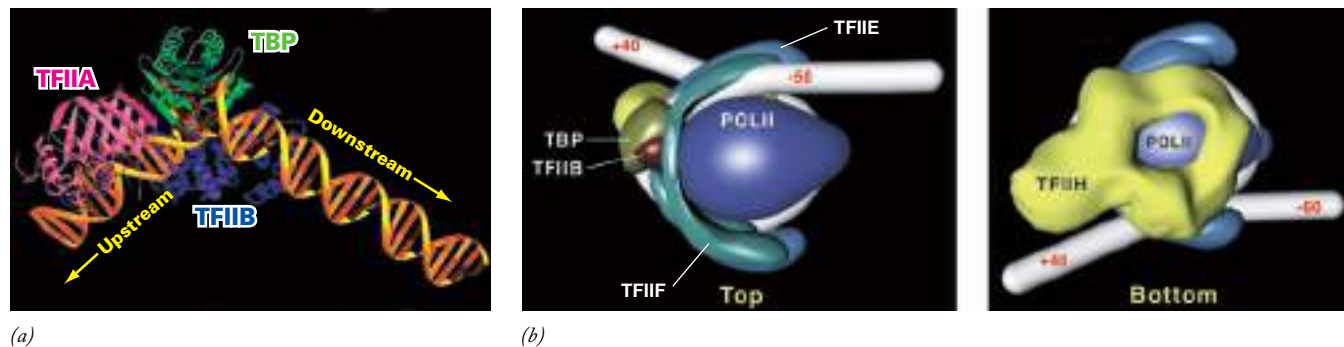 TBP
TFIIA
Downstream
TFIIB
Upstream
(a)
TFIIE
+40
-50
POLII
TBP
TFIIB
TFIIF
Top
(b)
POLII
TFIIH
-50
+40
Bottom